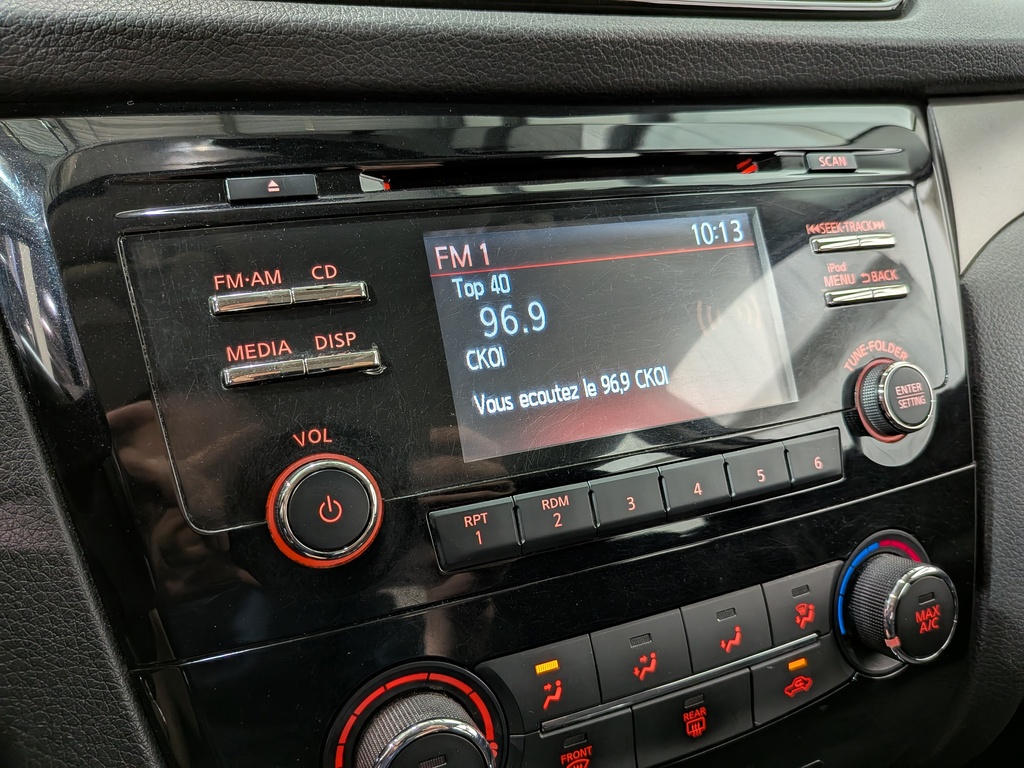 SCAN
FM 1 10:13
Top 40
96.9
CKOI
Vous ecoutez le 96,9 CKOI
FM·AM CD
MEDIA DISP
VOL
SEEK·TRACK
iPod
MENU BACK
TUNE·FOLDER
ENTER
SETTING
RPT
1
RDM
2
3
4
5
6
MAX
A/C
REAR
FRONT